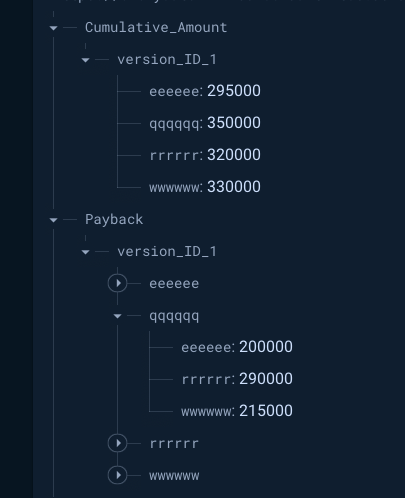 Cumulative_Amount
version_ID_1
eeeeee: 295000
qqqqqq: 350000
rrrrrr: 320000
wwwwww: 330000
Payback
version_ID_1
eeeeee
qqqqqq
eeeeee: 200000
rrrrrr: 290000
wwwwww: 215000
rrrrrr
wwwwww